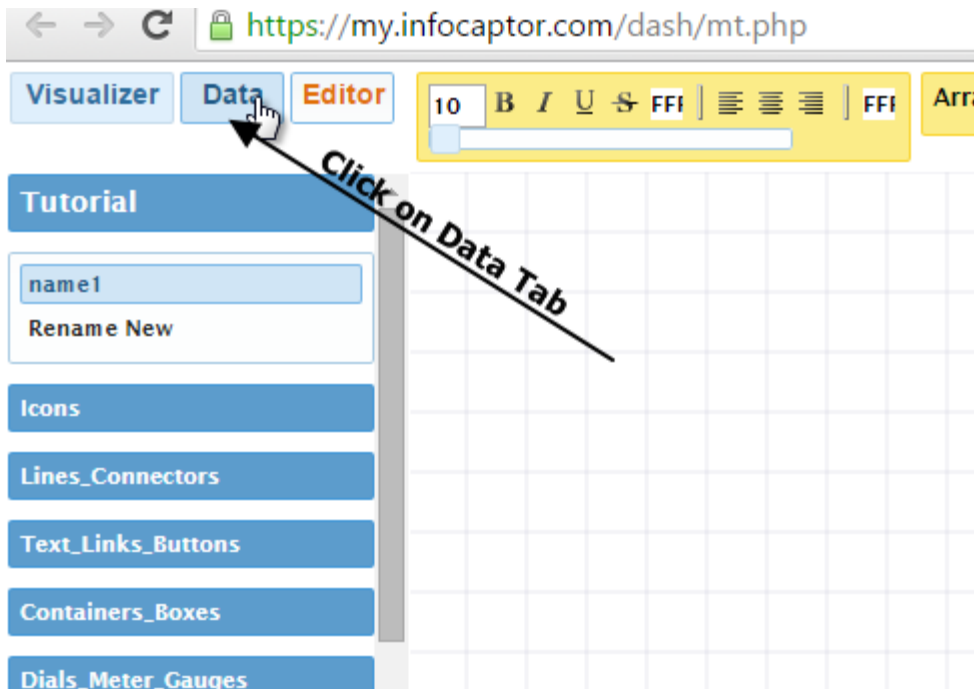 https://my.infocaptor.com/dash/mt.php
Visualizer Data Editor
10 B I U S FFF FFF Arra
Click on Data Tab
Tutorial
name1
Rename New
Icons
Lines_Connectors
Text_Links_Buttons
Containers_Boxes
Dials_Meter_Gauges